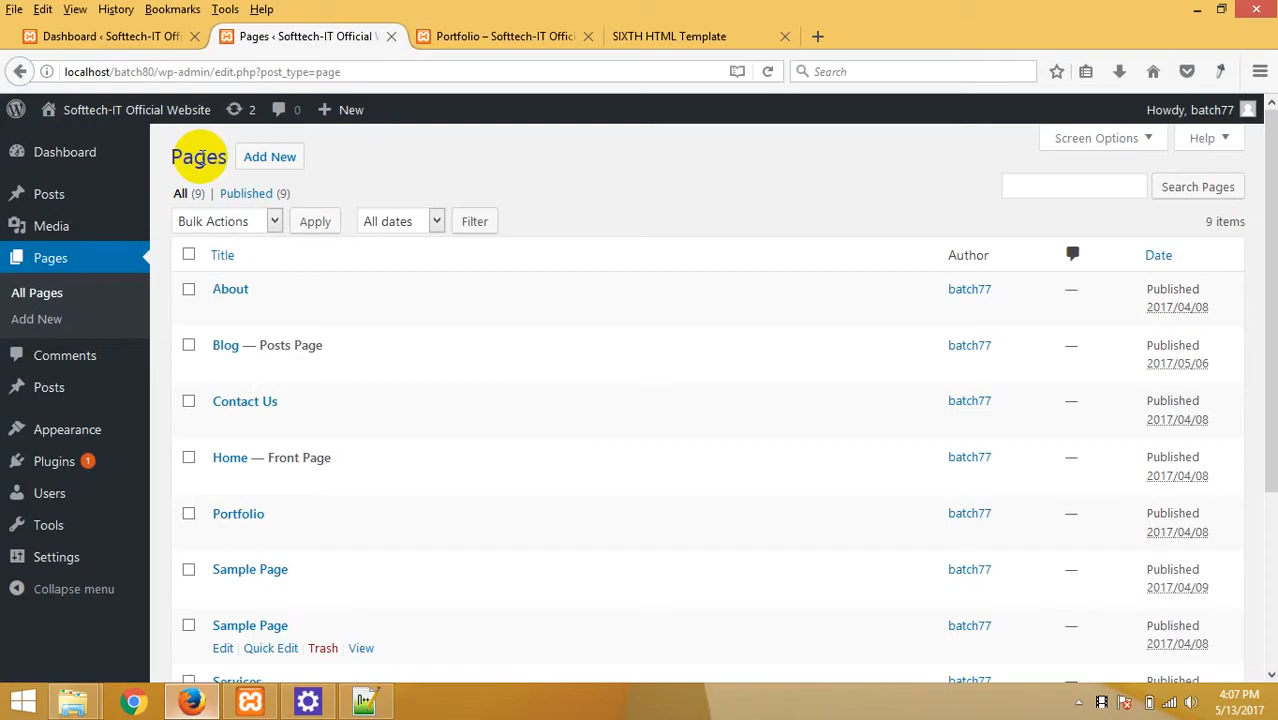 File Edit View History Bookmarks Tools Help
Dashboard ‹ Softtech-IT Offi
Pages ‹ Softtech-IT Official W
Portfolio – Softtech-IT Offici
SIXTH HTML Template
localhost/batch80/wp-admin/edit.php?post_type=page
Search
Softtech-IT Official Website 2 0 New
Howdy, batch77
Dashboard
Posts
Media
Pages
All Pages
Add New
Comments
Posts
Appearance
Plugins 1
Users
Tools
Settings
Collapse menu
Screen Options Help
Pages Add New
All (9) | Published (9)
Search Pages
Bulk Actions Apply All dates Filter
9 items
Title Author Date
About batch77 — Published
2017/04/08
Blog — Posts Page batch77 — Published
2017/05/06
Contact Us batch77 — Published
2017/04/08
Home — Front Page batch77 — Published
2017/04/08
Portfolio batch77 — Published
2017/04/08
Sample Page batch77 — Published
2017/04/09
Sample Page batch77 — Published
Edit | Quick Edit | Trash | View 2017/04/08
Services
4:07 PM
5/13/2017